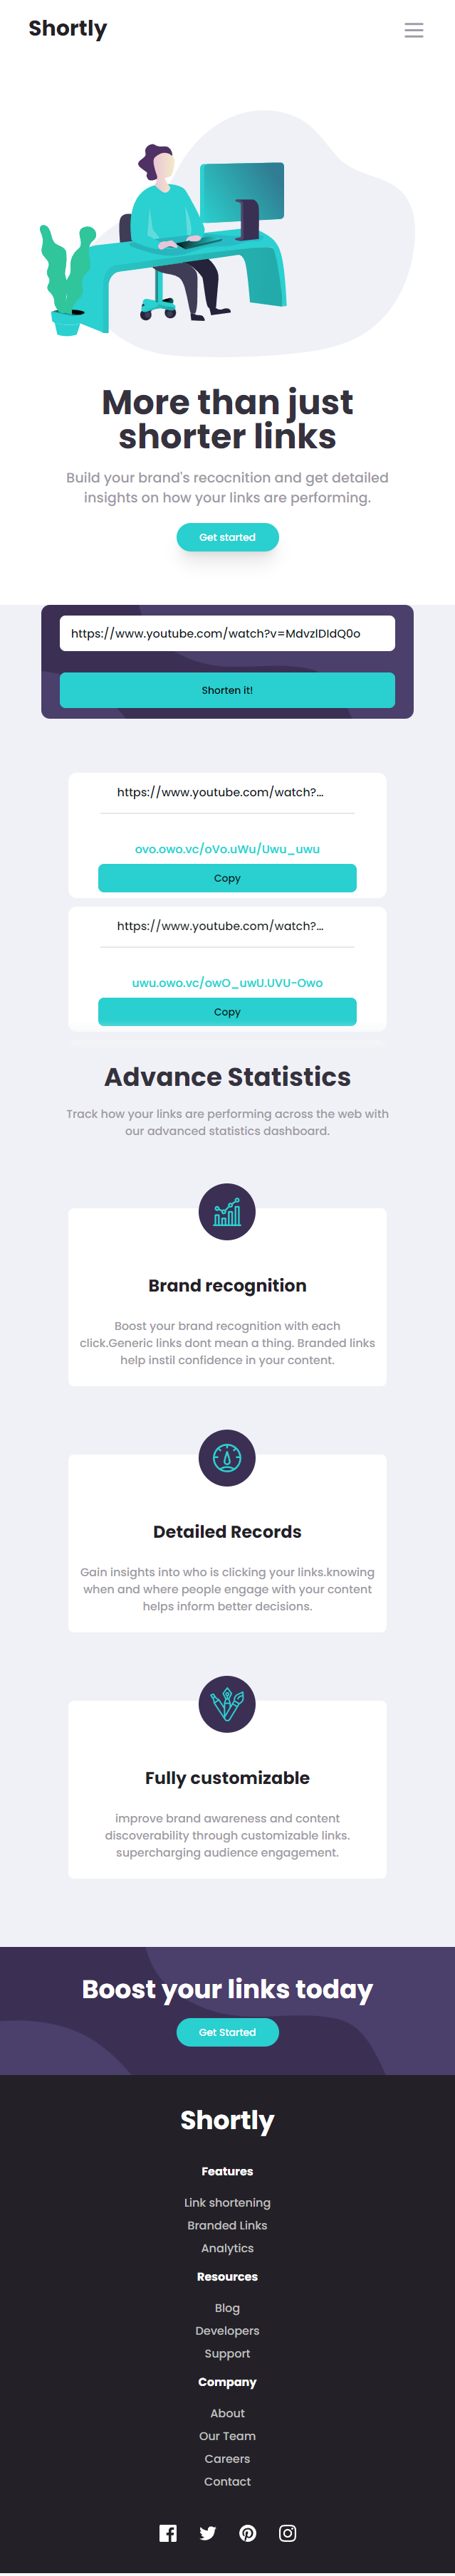 Shortly
More than just
shorter links
Build your brand's recocnition and get detailed
insights on how your links are performing.
Get started
https://www.youtube.com/watch?v=MdvzlDIdQ0o
Shorten it!
https://www.youtube.com/watch?...
ovo.owo.vc/oVo.uWu/Uwu_uwu
Copy
https://www.youtube.com/watch?...
uwu.owo.vc/owO_uwU.UVU-Owo
Copy
Advance Statistics
Track how your links are performing across the web with
our advanced statistics dashboard.
Brand recognition
Boost your brand recognition with each
click.Generic links dont mean a thing. Branded links
help instil confidence in your content.
Detailed Records
Gain insights into who is clicking your links.knowing
when and where people engage with your content
helps inform better decisions.
Fully customizable
improve brand awareness and content
discoverability through customizable links.
supercharging audience engagement.
Boost your links today
Get Started
Shortly
Features
Link shortening
Branded Links
Analytics
Resources
Blog
Developers
Support
Company
About
Our Team
Careers
Contact